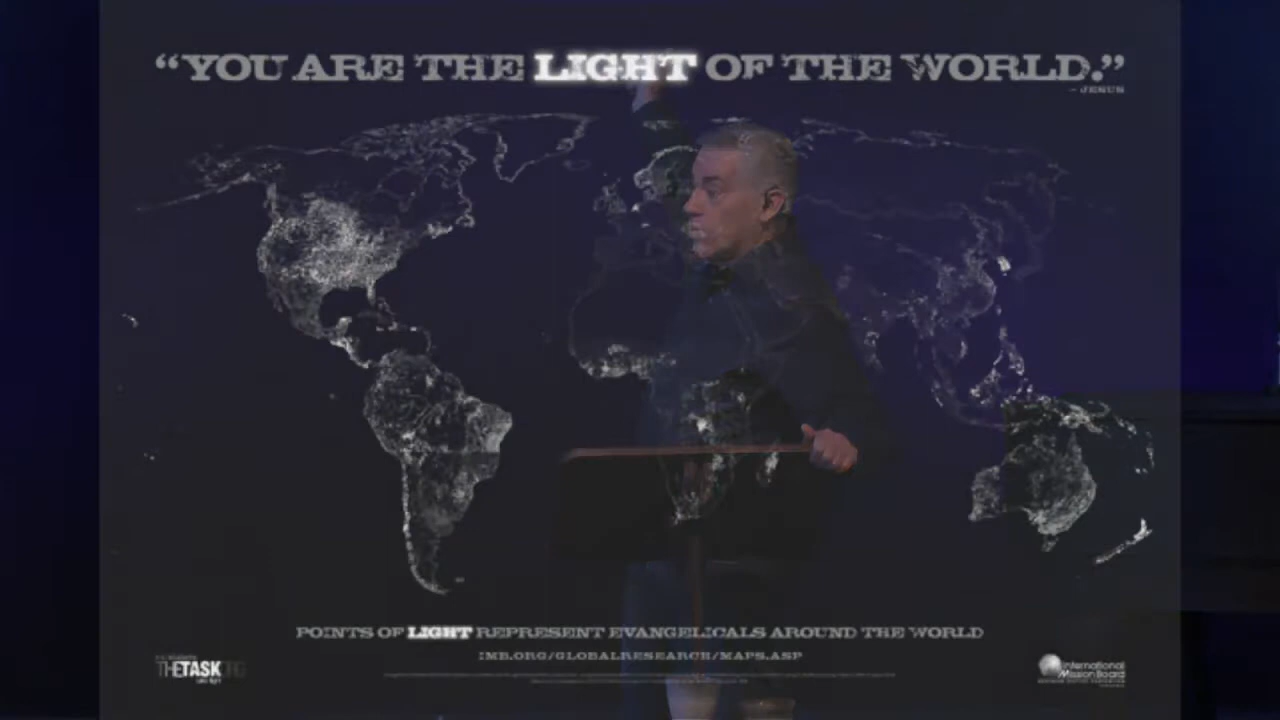 “YOU ARE THE LIGHT OF THE WORLD.”
- JESUS
POINTS OF LIGHT REPRESENT EVANGELICALS AROUND THE WORLD
IMB.ORG/GLOBALRESEARCH/MAPS.ASP
THETASK
International
Mission Board